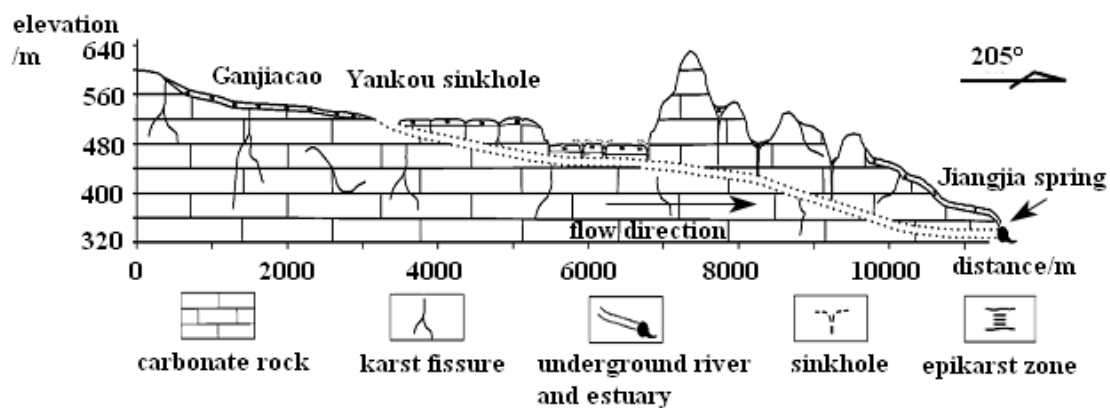 elevation
/m
640
560
480
400
320
Ganjiacao
Yankou sinkhole
205°
Jiangjia spring
flow direction
0
2000
4000
6000
8000
10000
distance/m
carbonate rock
karst fissure
underground river
and estuary
sinkhole
epikarst zone